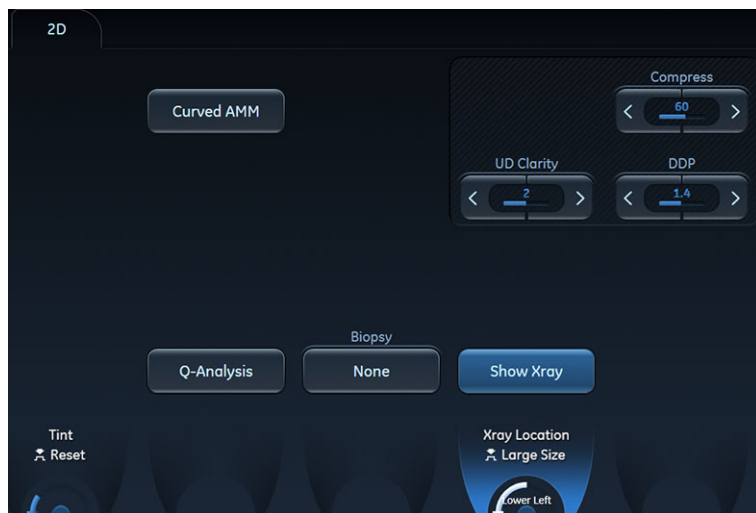 2D
Compress
Curved AMM
60
UD Clarity
DDP
2
1.4
Biopsy
Q-Analysis
None
Show Xray
Tint
Reset
Xray Location
Large Size
Lower Left